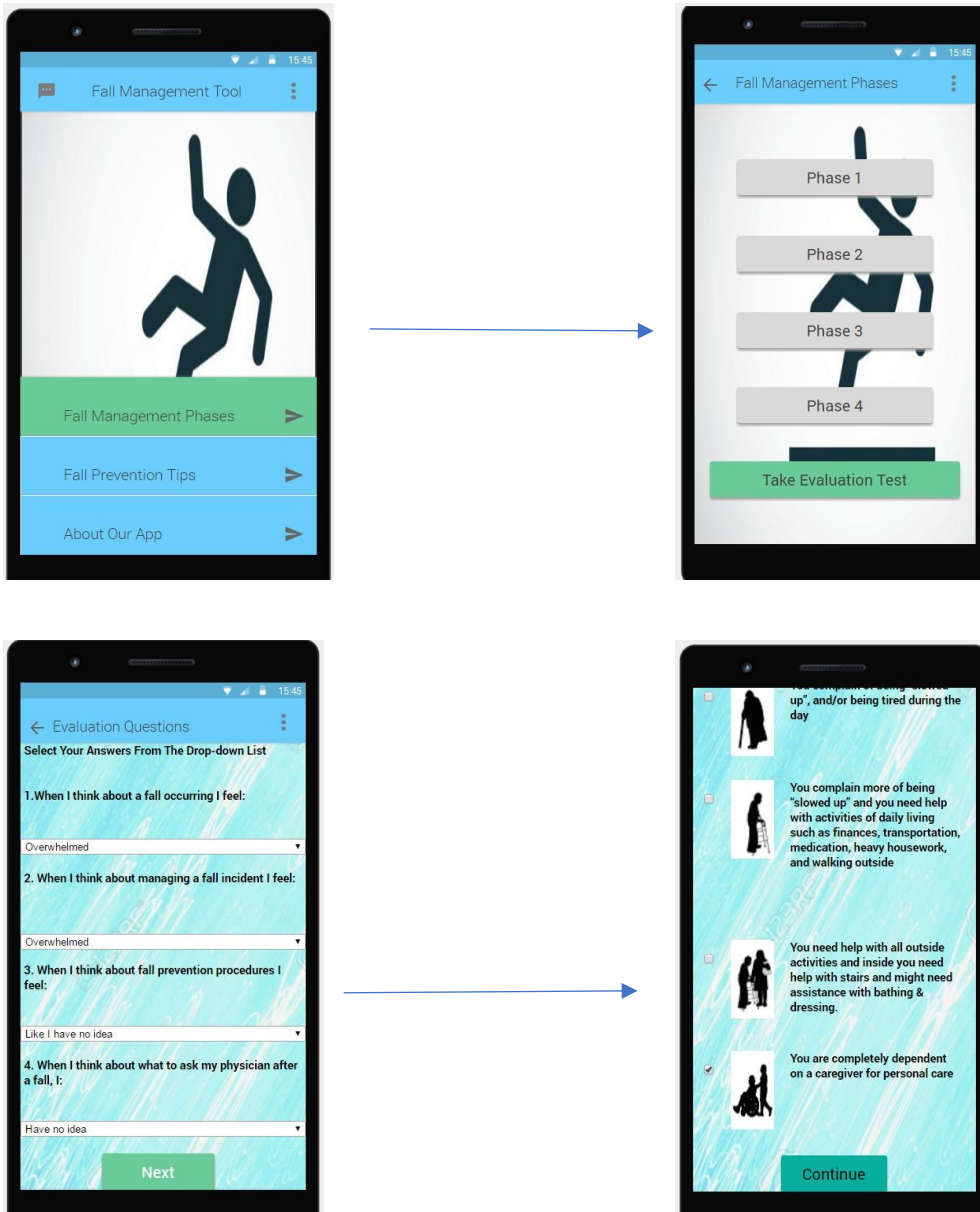 15:45
Fall Management Tool
Fall Management Phases
Fall Prevention Tips
About Our App
15:45
Fall Management Phases
Phase 1
Phase 2
Phase 3
Phase 4
Take Evaluation Test
15:45
Evaluation Questions
Select Your Answers From The Drop-down List
1.When I think about a fall occurring I feel:
Overwhelmed
2. When I think about managing a fall incident I feel:
Overwhelmed
3. When I think about fall prevention procedures I
feel:
Like I have no idea
4. When I think about what to ask my physician after
a fall, I:
Have no idea
Next
123RF
You complain of being "slowed
up", and/or being tired during the
day
You complain more of being
“slowed up” and you need help
with activities of daily living
such as finances, transportation,
medication, heavy housework,
and walking outside
You need help with all outside
activities and inside you need
help with stairs and might need
assistance with bathing &
dressing.
You are completely dependent
on a caregiver for personal care
Continue
123RF